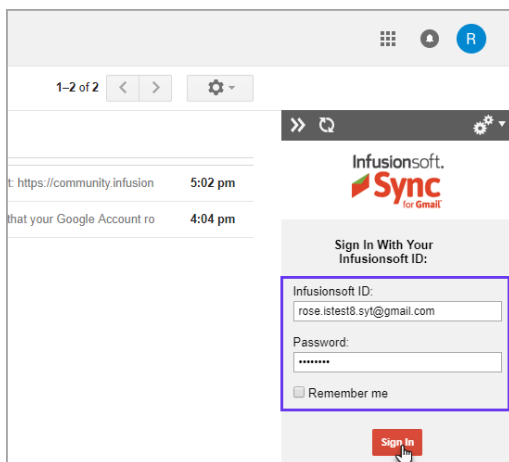 R
1–2 of 2
t: https://community.infusion 5:02 pm
that your Google Account ro 4:04 pm
Infusionsoft.
Sync
for Gmail
Sign In With Your
Infusionsoft ID:
Infusionsoft ID:
rose.istest8.syt@gmail.com
Password:
••••••••
Remember me
Sign In